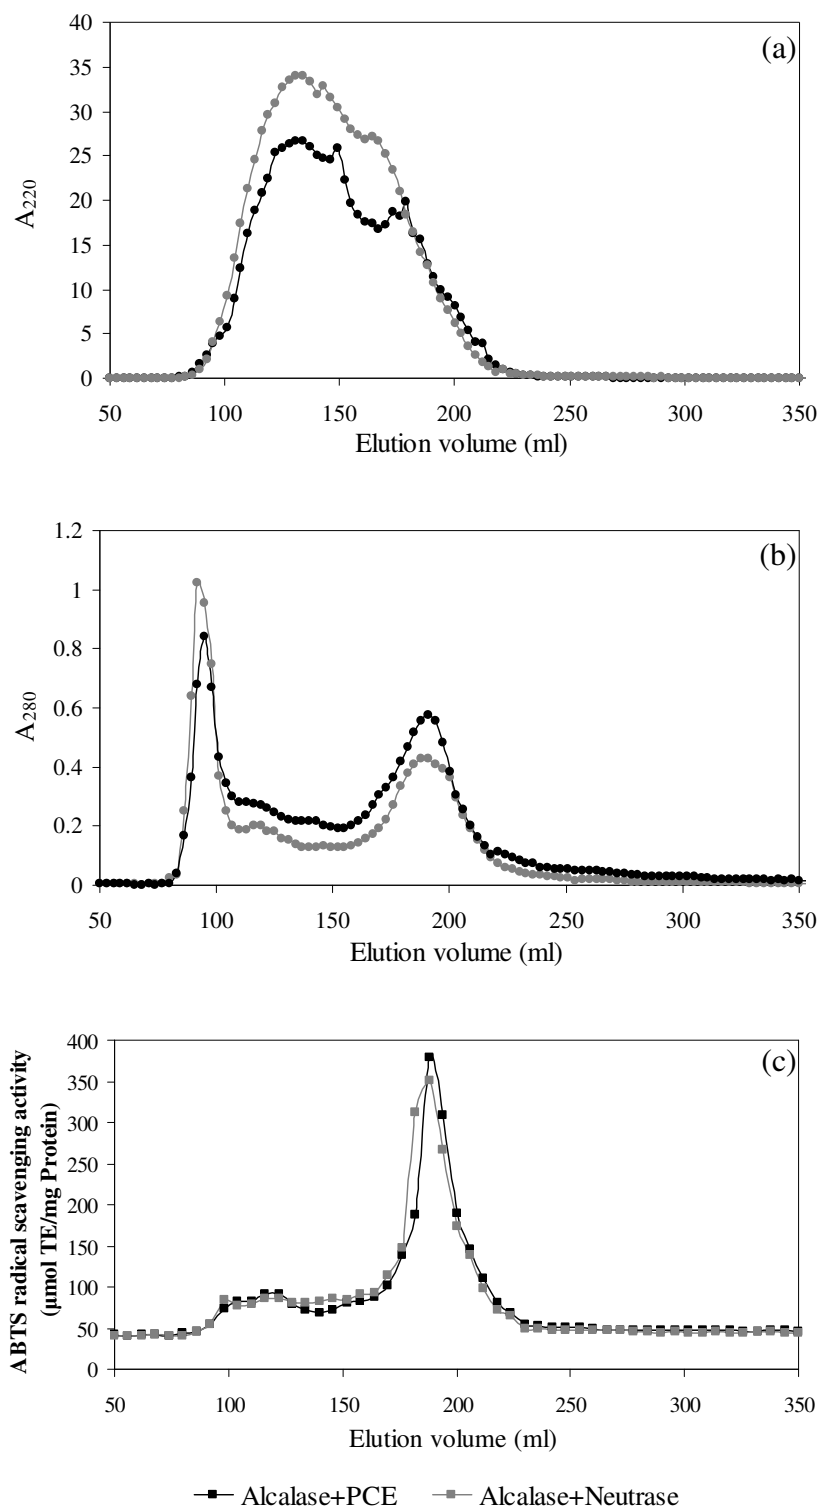 (a)
40
35
30
25
20
15
10
5
0
A220
50 100 150 200 250 300 350
Elution volume (ml)
(b)
1.2
1
0.8
0.6
0.4
0.2
0
A280
50 100 150 200 250 300 350
Elution volume (ml)
(c)
400
350
300
250
200
150
100
50
0
ABTS radical scavenging activity
(µmol TE/mg Protein)
50 100 150 200 250 300 350
Elution volume (ml)
Alcalase+PCE Alcalase+Neutrase